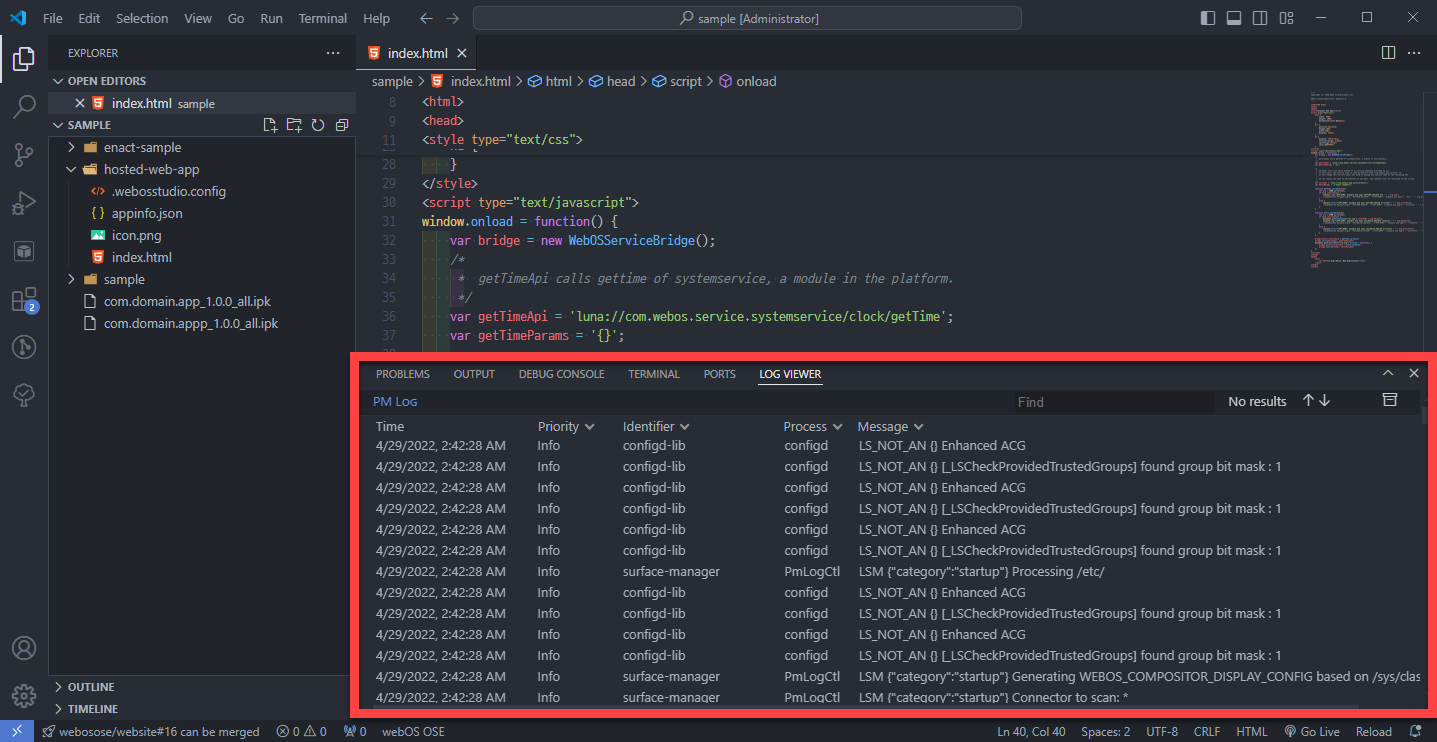 File Edit Selection View Go Run Terminal Help sample [Administrator]
EXPLORER
OPEN EDITORS
index.html sample
SAMPLE
enact-sample
hosted-web-app
.webosstudio.config
appinfo.json
icon.png
index.html
sample
com.domain.app_1.0.0_all.ipk
com.domain.appp_1.0.0_all.ipk
2
OUTLINE
TIMELINE
index.html
sample > index.html > html > head > script > onload
8 <html>
9 <head>
11 <style type="text/css">
28 }
29 </style>
30 <script type="text/javascript">
31 window.onload = function() {
32 var bridge = new WebOSServiceBridge();
33 /*
34 * getTimeApi calls gettime of systemservice, a module in the platform.
35 */
36 var getTimeApi = 'luna://com.webos.service.systemservice/clock/getTime';
37 var getTimeParams = '{}';
PROBLEMS OUTPUT DEBUG CONSOLE TERMINAL PORTS LOG VIEWER
PM Log Find No results
Time Priority Identifier Process Message
4/29/2022, 2:42:28 AM Info configd-lib configd LS_NOT_AN {} Enhanced ACG
4/29/2022, 2:42:28 AM Info configd-lib configd LS_NOT_AN {} [_LSCheckProvidedTrustedGroups] found group bit mask : 1
4/29/2022, 2:42:28 AM Info configd-lib configd LS_NOT_AN {} Enhanced ACG
4/29/2022, 2:42:28 AM Info configd-lib configd LS_NOT_AN {} [_LSCheckProvidedTrustedGroups] found group bit mask : 1
4/29/2022, 2:42:28 AM Info configd-lib configd LS_NOT_AN {} Enhanced ACG
4/29/2022, 2:42:28 AM Info configd-lib configd LS_NOT_AN {} [_LSCheckProvidedTrustedGroups] found group bit mask : 1
4/29/2022, 2:42:28 AM Info surface-manager PmLogCtl LSM {"category":"startup"} Processing /etc/
4/29/2022, 2:42:28 AM Info configd-lib configd LS_NOT_AN {} Enhanced ACG
4/29/2022, 2:42:28 AM Info configd-lib configd LS_NOT_AN {} [_LSCheckProvidedTrustedGroups] found group bit mask : 1
4/29/2022, 2:42:28 AM Info configd-lib configd LS_NOT_AN {} Enhanced ACG
4/29/2022, 2:42:28 AM Info configd-lib configd LS_NOT_AN {} [_LSCheckProvidedTrustedGroups] found group bit mask : 1
4/29/2022, 2:42:28 AM Info surface-manager PmLogCtl LSM {"category":"startup"} Generating WEBOS_COMPOSITOR_DISPLAY_CONFIG based on /sys/clas
4/29/2022, 2:42:28 AM Info surface-manager PmLogCtl LSM {"category":"startup"} Connector to scan: *
webosose/website#16 can be merged 0 0 0 webOS OSE Ln 40, Col 40 Spaces: 2 UTF-8 CRLF HTML Go Live Reload